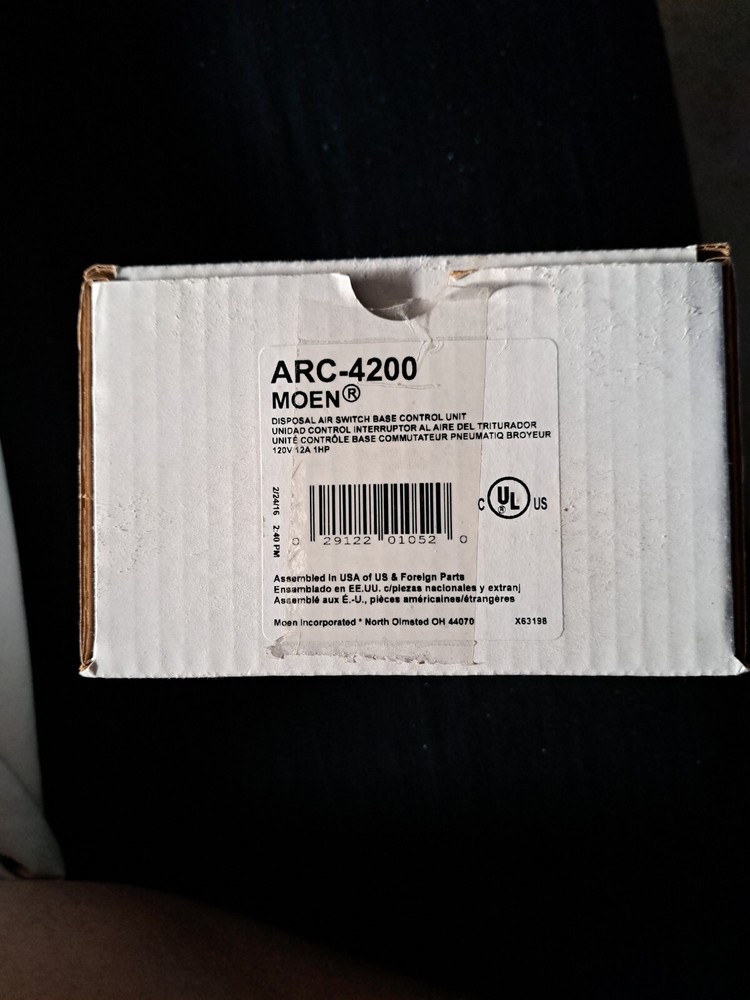 ARC-4200
MOEN®
DISPOSAL AIR SWITCH BASE CONTROL UNIT
UNIDAD CONTROL INTERRUPTOR AL AIRE DEL TRITURADOR
UNITÉ CONTRÔLE BASE COMMUTATEUR PNEUMATIQ BROYEUR
120V 12A 1HP
2/24/16 2:40 PM
0 29122 01052 0
C UL® US
Assembled in USA of US & Foreign Parts
Ensamblado en EE.UU. c/piezas nacionales y extranj
Assemblé aux É.-U., pièces américaines/étrangères
Moen Incorporated * North Olmsted OH 44070 X63198